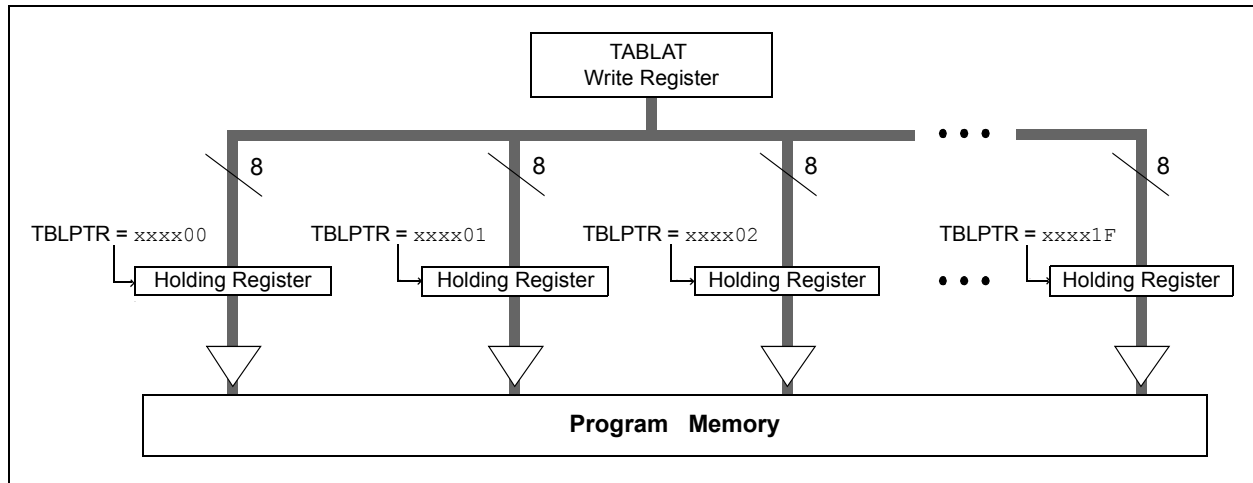 TABLAT
Write Register
8 8 8 8
TBLPTR = xxxx00 TBLPTR = xxxx01 TBLPTR = xxxx02 TBLPTR = xxxx1F
Holding Register Holding Register Holding Register Holding Register
Program Memory